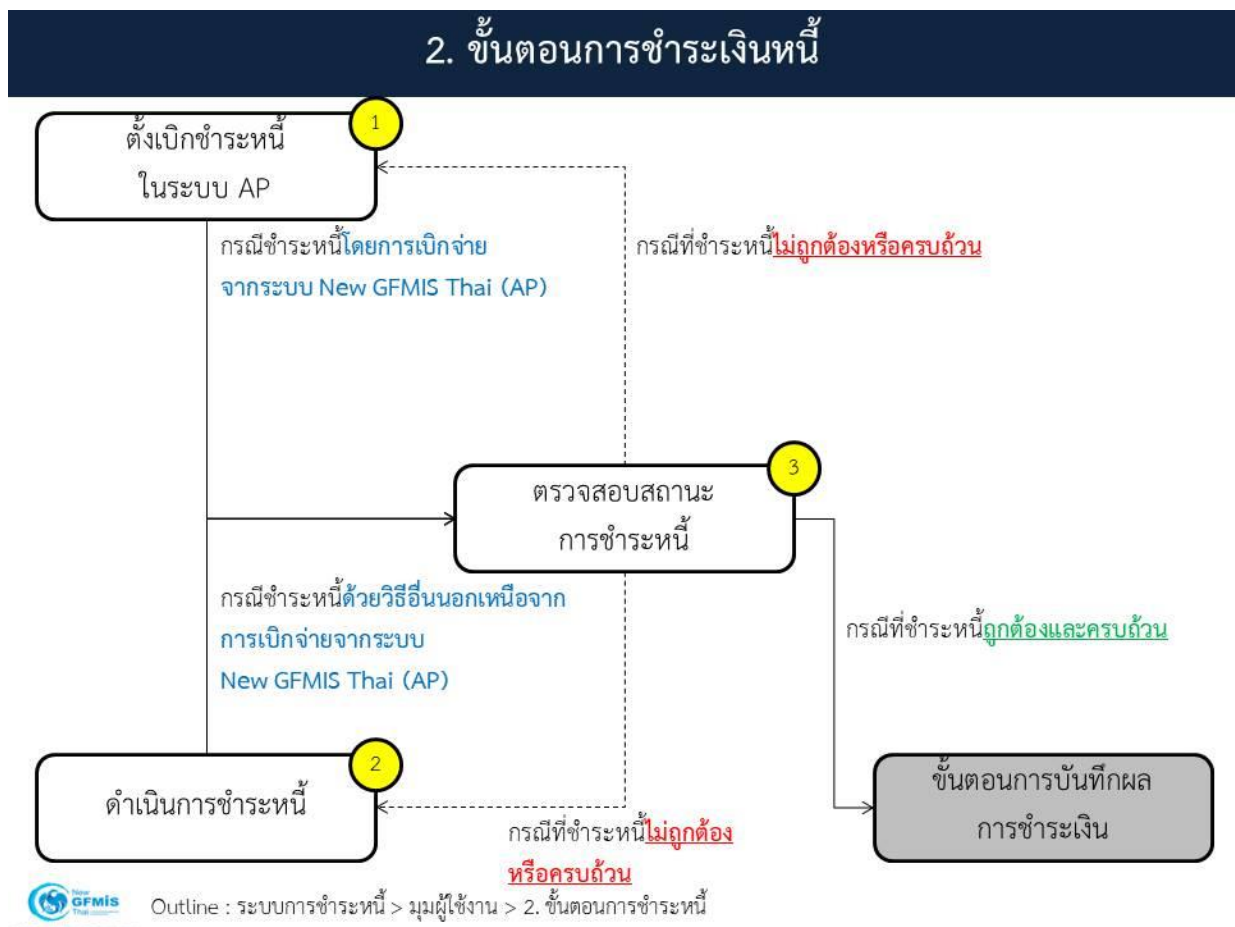 2. ขั้นตอนการชำระเงินหนี้
1
ตั้งเบิกชำระหนี้
ในระบบ AP
กรณีชำระหนี้โดยการเบิกจ่าย
จากระบบ New GFMIS Thai (AP)
กรณีที่ชำระหนี้ไม่ถูกต้องหรือครบถ้วน
3
ตรวจสอบสถานะ
การชำระหนี้
กรณีชำระหนี้ด้วยวิธีอื่นนอกเหนือจาก
การเบิกจ่ายจากระบบ
New GFMIS Thai (AP)
กรณีที่ชำระหนี้ถูกต้องและครบถ้วน
2
ดำเนินการชำระหนี้
กรณีที่ชำระหนี้ไม่ถูกต้อง
หรือครบถ้วน
ขั้นตอนการบันทึกผล
การชำระเงิน
New
GFMIS
Thai
Outline : ระบบการชำระหนี้ > มุมผู้ใช้งาน > 2. ขั้นตอนการชำระหนี้